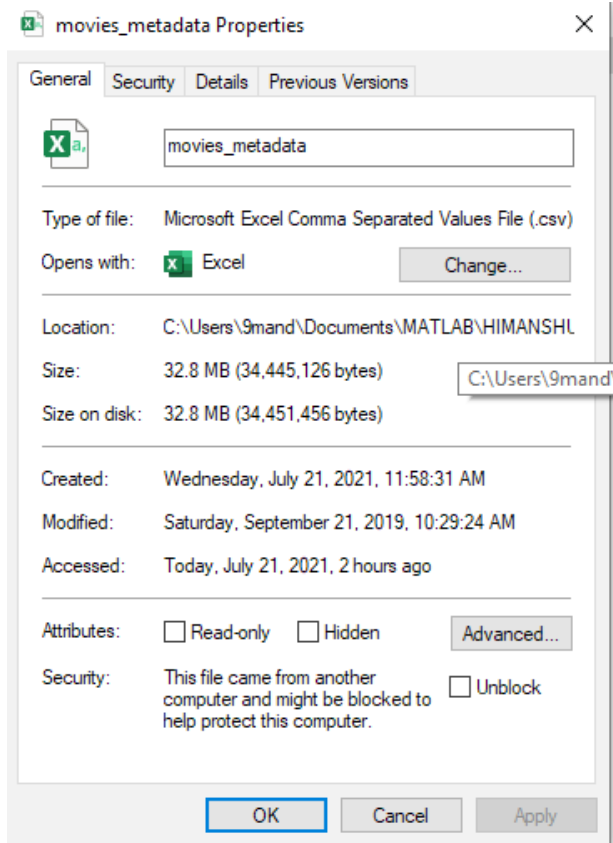 movies_metadata Properties
General Security Details Previous Versions
X a,
movies_metadata
Type of file: Microsoft Excel Comma Separated Values File (.csv)
Opens with: X Excel Change...
Location: C:\Users\9mand\Documents\MATLAB\HIMANSHU
Size: 32.8 MB (34,445,126 bytes)
C:\Users\9mand\
Size on disk: 32.8 MB (34,451,456 bytes)
Created: Wednesday, July 21, 2021, 11:58:31 AM
Modified: Saturday, September 21, 2019, 10:29:24 AM
Accessed: Today, July 21, 2021, 2 hours ago
Attributes: Read-only Hidden Advanced...
Security: This file came from another
computer and might be blocked to
help protect this computer.
Unblock
OK Cancel Apply